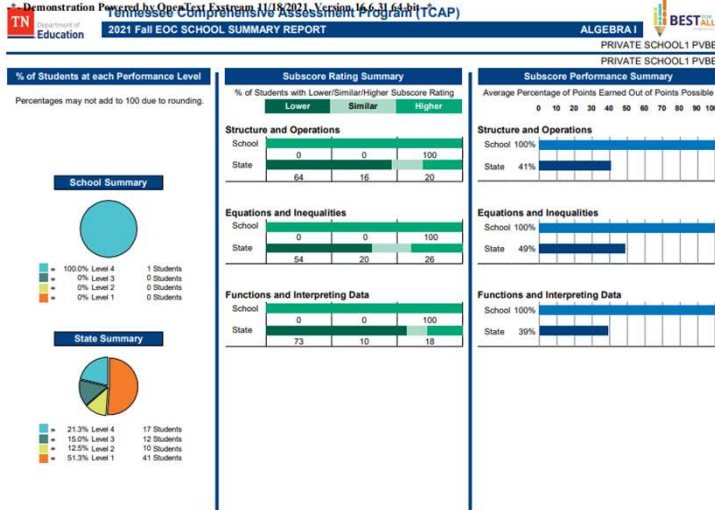 *- Demonstration Powered by OpenText Exstream 11/18/2021, Version 16.6.31 64-bit -*
Tennessee Comprehensive Assessment Program (TCAP)
TN Department of Education
2021 Fall EOC SCHOOL SUMMARY REPORT ALGEBRA I
BEST FOR ALL
PRIVATE SCHOOL1 PVBE
PRIVATE SCHOOL1 PVBE
% of Students at each Performance Level
Percentages may not add to 100 due to rounding.
School Summary
= 100.0% Level 4 1 Students
= 0% Level 3 0 Students
= 0% Level 2 0 Students
= 0% Level 1 0 Students
State Summary
= 21.3% Level 4 17 Students
= 15.0% Level 3 12 Students
= 12.5% Level 2 10 Students
= 51.3% Level 1 41 Students
Subscore Rating Summary
% of Students with Lower/Similar/Higher Subscore Rating
Lower Similar Higher
Structure and Operations
School
0 0 100
State
64 16 20
Equations and Inequalities
School
0 0 100
State
54 20 26
Functions and Interpreting Data
School
0 0 100
State
73 10 18
Subscore Performance Summary
Average Percentage of Points Earned Out of Points Possible
0 10 20 30 40 50 60 70 80 90 100
Structure and Operations
School 100%
State 41%
Equations and Inequalities
School 100%
State 49%
Functions and Interpreting Data
School 100%
State 39%